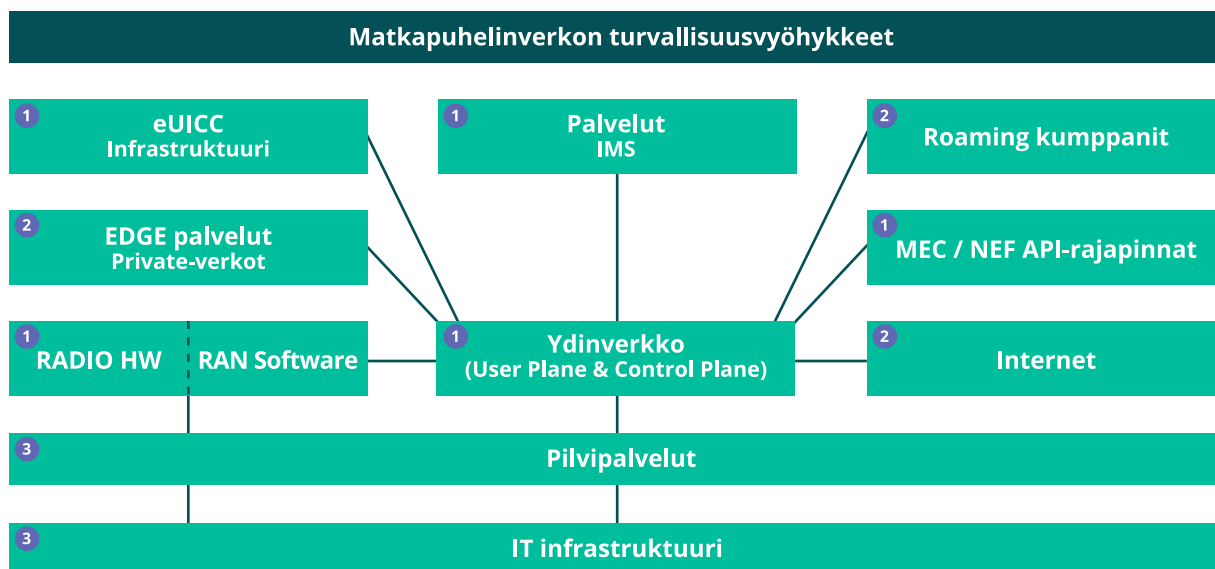 Matkapuhelinverkon turvallisuusvyöhykkeet
1
eUICC
Infrastruktuuri
1
Palvelut
IMS
2
Roaming kumppanit
2
EDGE palvelut
Private-verkot
1
MEC / NEF API-rajapinnat
1
RADIO HW
RAN Software
1
Ydinverkko
(User Plane & Control Plane)
2
Internet
3
Pilvipalvelut
3
IT infrastruktuuri